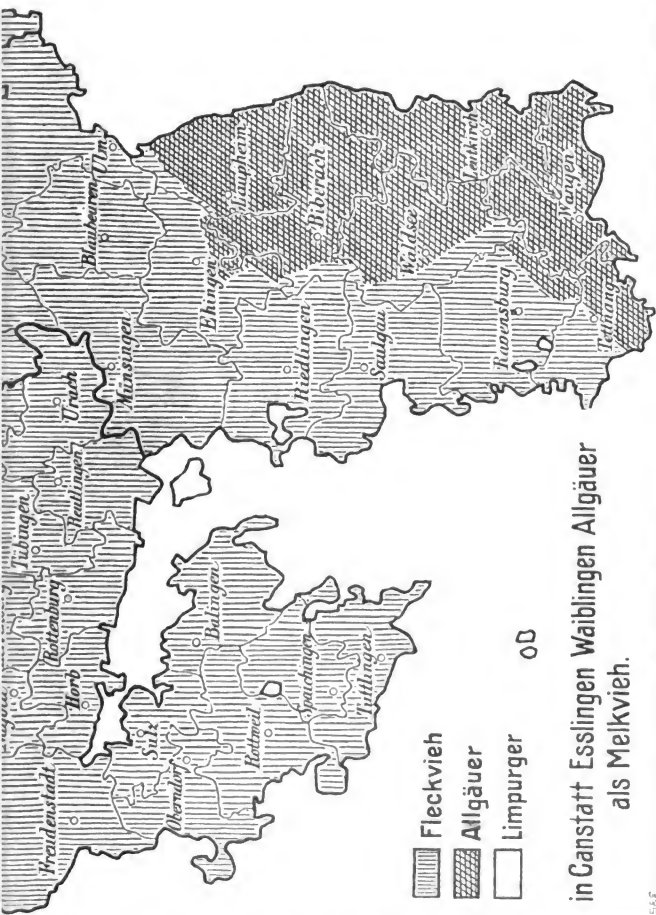 Freudenstadt
Horb
Rottenburg
Tübingen
Reutlingen
Urach
Münsingen
Blaubeuren
Ulm
Ehingen
Laupheim
Biberach
Riedlingen
Saulgau
Waldsee
Leutkirch
Wangen
Ravensburg
Tettnang
Sulz
Oberndorf
Balingen
Rottweil
Spaichingen
Tuttlingen
Fleckvieh
Allgäuer
Limpurger
in Canstatt Esslingen Waiblingen Allgäuer
als Melkvieh.